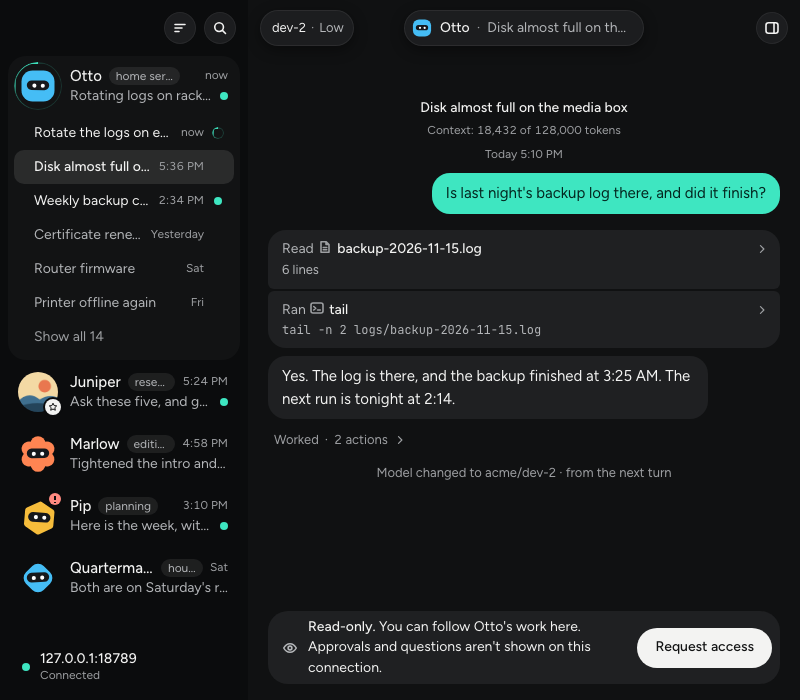 Otto home ser... now
Rotating logs on rack...
Rotate the logs on e... now
Disk almost full o... 5:36 PM
Weekly backup c... 2:34 PM
Certificate rene... Yesterday
Router firmware Sat
Printer offline again Fri
Show all 14
Juniper rese... 5:24 PM
Ask these five, and g...
Marlow editi... 4:58 PM
Tightened the intro and...
Pip planning 3:10 PM
Here is the week, wit...
Quarterma... hou... Sat
Both are on Saturday's r...
127.0.0.1:18789
Connected
dev-2 · Low
Otto · Disk almost full on th...
Disk almost full on the media box
Context: 18,432 of 128,000 tokens
Today 5:10 PM
Is last night's backup log there, and did it finish?
Read backup-2026-11-15.log
6 lines
Ran tail
tail -n 2 logs/backup-2026-11-15.log
Yes. The log is there, and the backup finished at 3:25 AM. The
next run is tonight at 2:14.
Worked · 2 actions
Model changed to acme/dev-2 · from the next turn
Read-only. You can follow Otto's work here.
Approvals and questions aren't shown on this
connection.
Request access